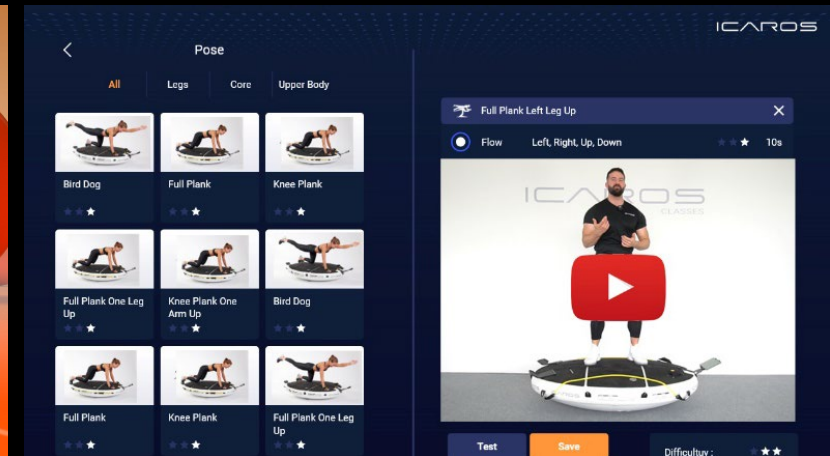 ICAROS
Pose
All Legs Core Upper Body
Bird Dog
Full Plank
Knee Plank
Full Plank One Leg
Up
Knee Plank One
Arm Up
Bird Dog
Full Plank
Knee Plank
Full Plank One Leg
Up
Full Plank Left Leg Up
Flow Left, Right, Up, Down 10s
ICAROS
CLASSES
Test
Save
Difficultuy :